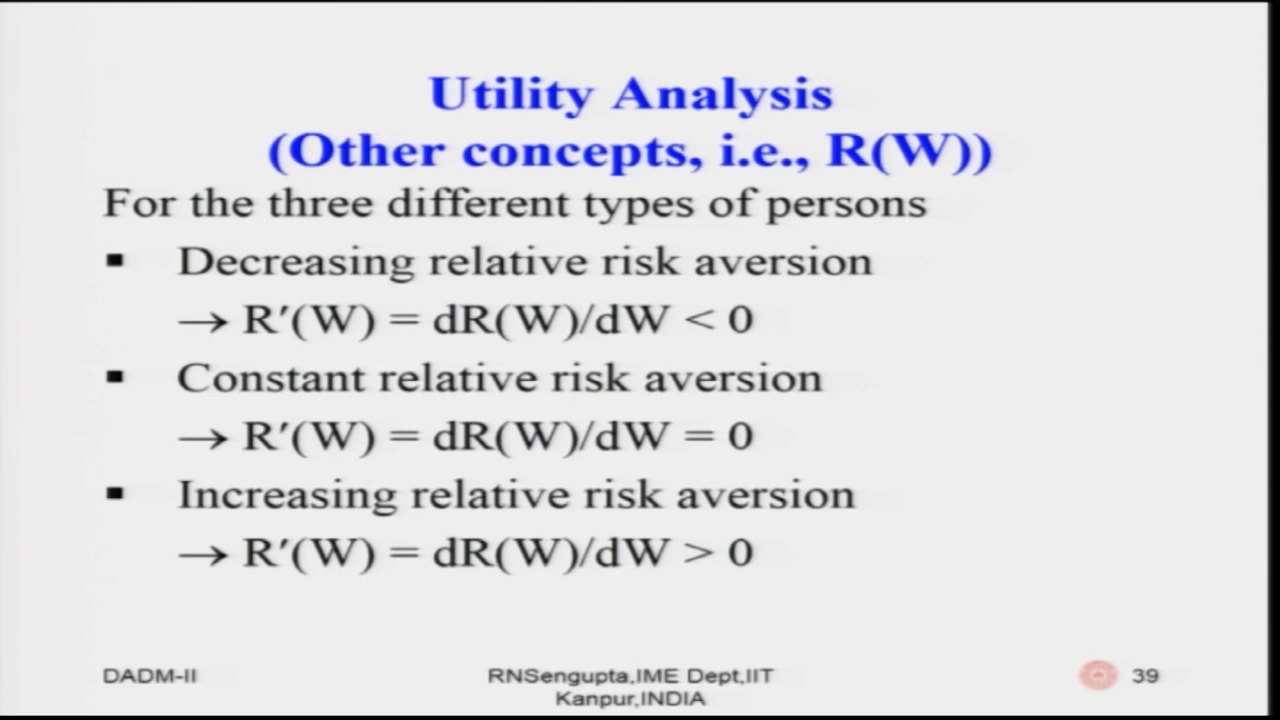 Utility Analysis
(Other concepts, i.e., R(W))
For the three different types of persons
▪ Decreasing relative risk aversion
→ R′(W) = dR(W)/dW < 0
▪ Constant relative risk aversion
→ R′(W) = dR(W)/dW = 0
▪ Increasing relative risk aversion
→ R′(W) = dR(W)/dW > 0
DADM-II
RNSengupta,IME Dept,IIT
Kanpur,INDIA
39